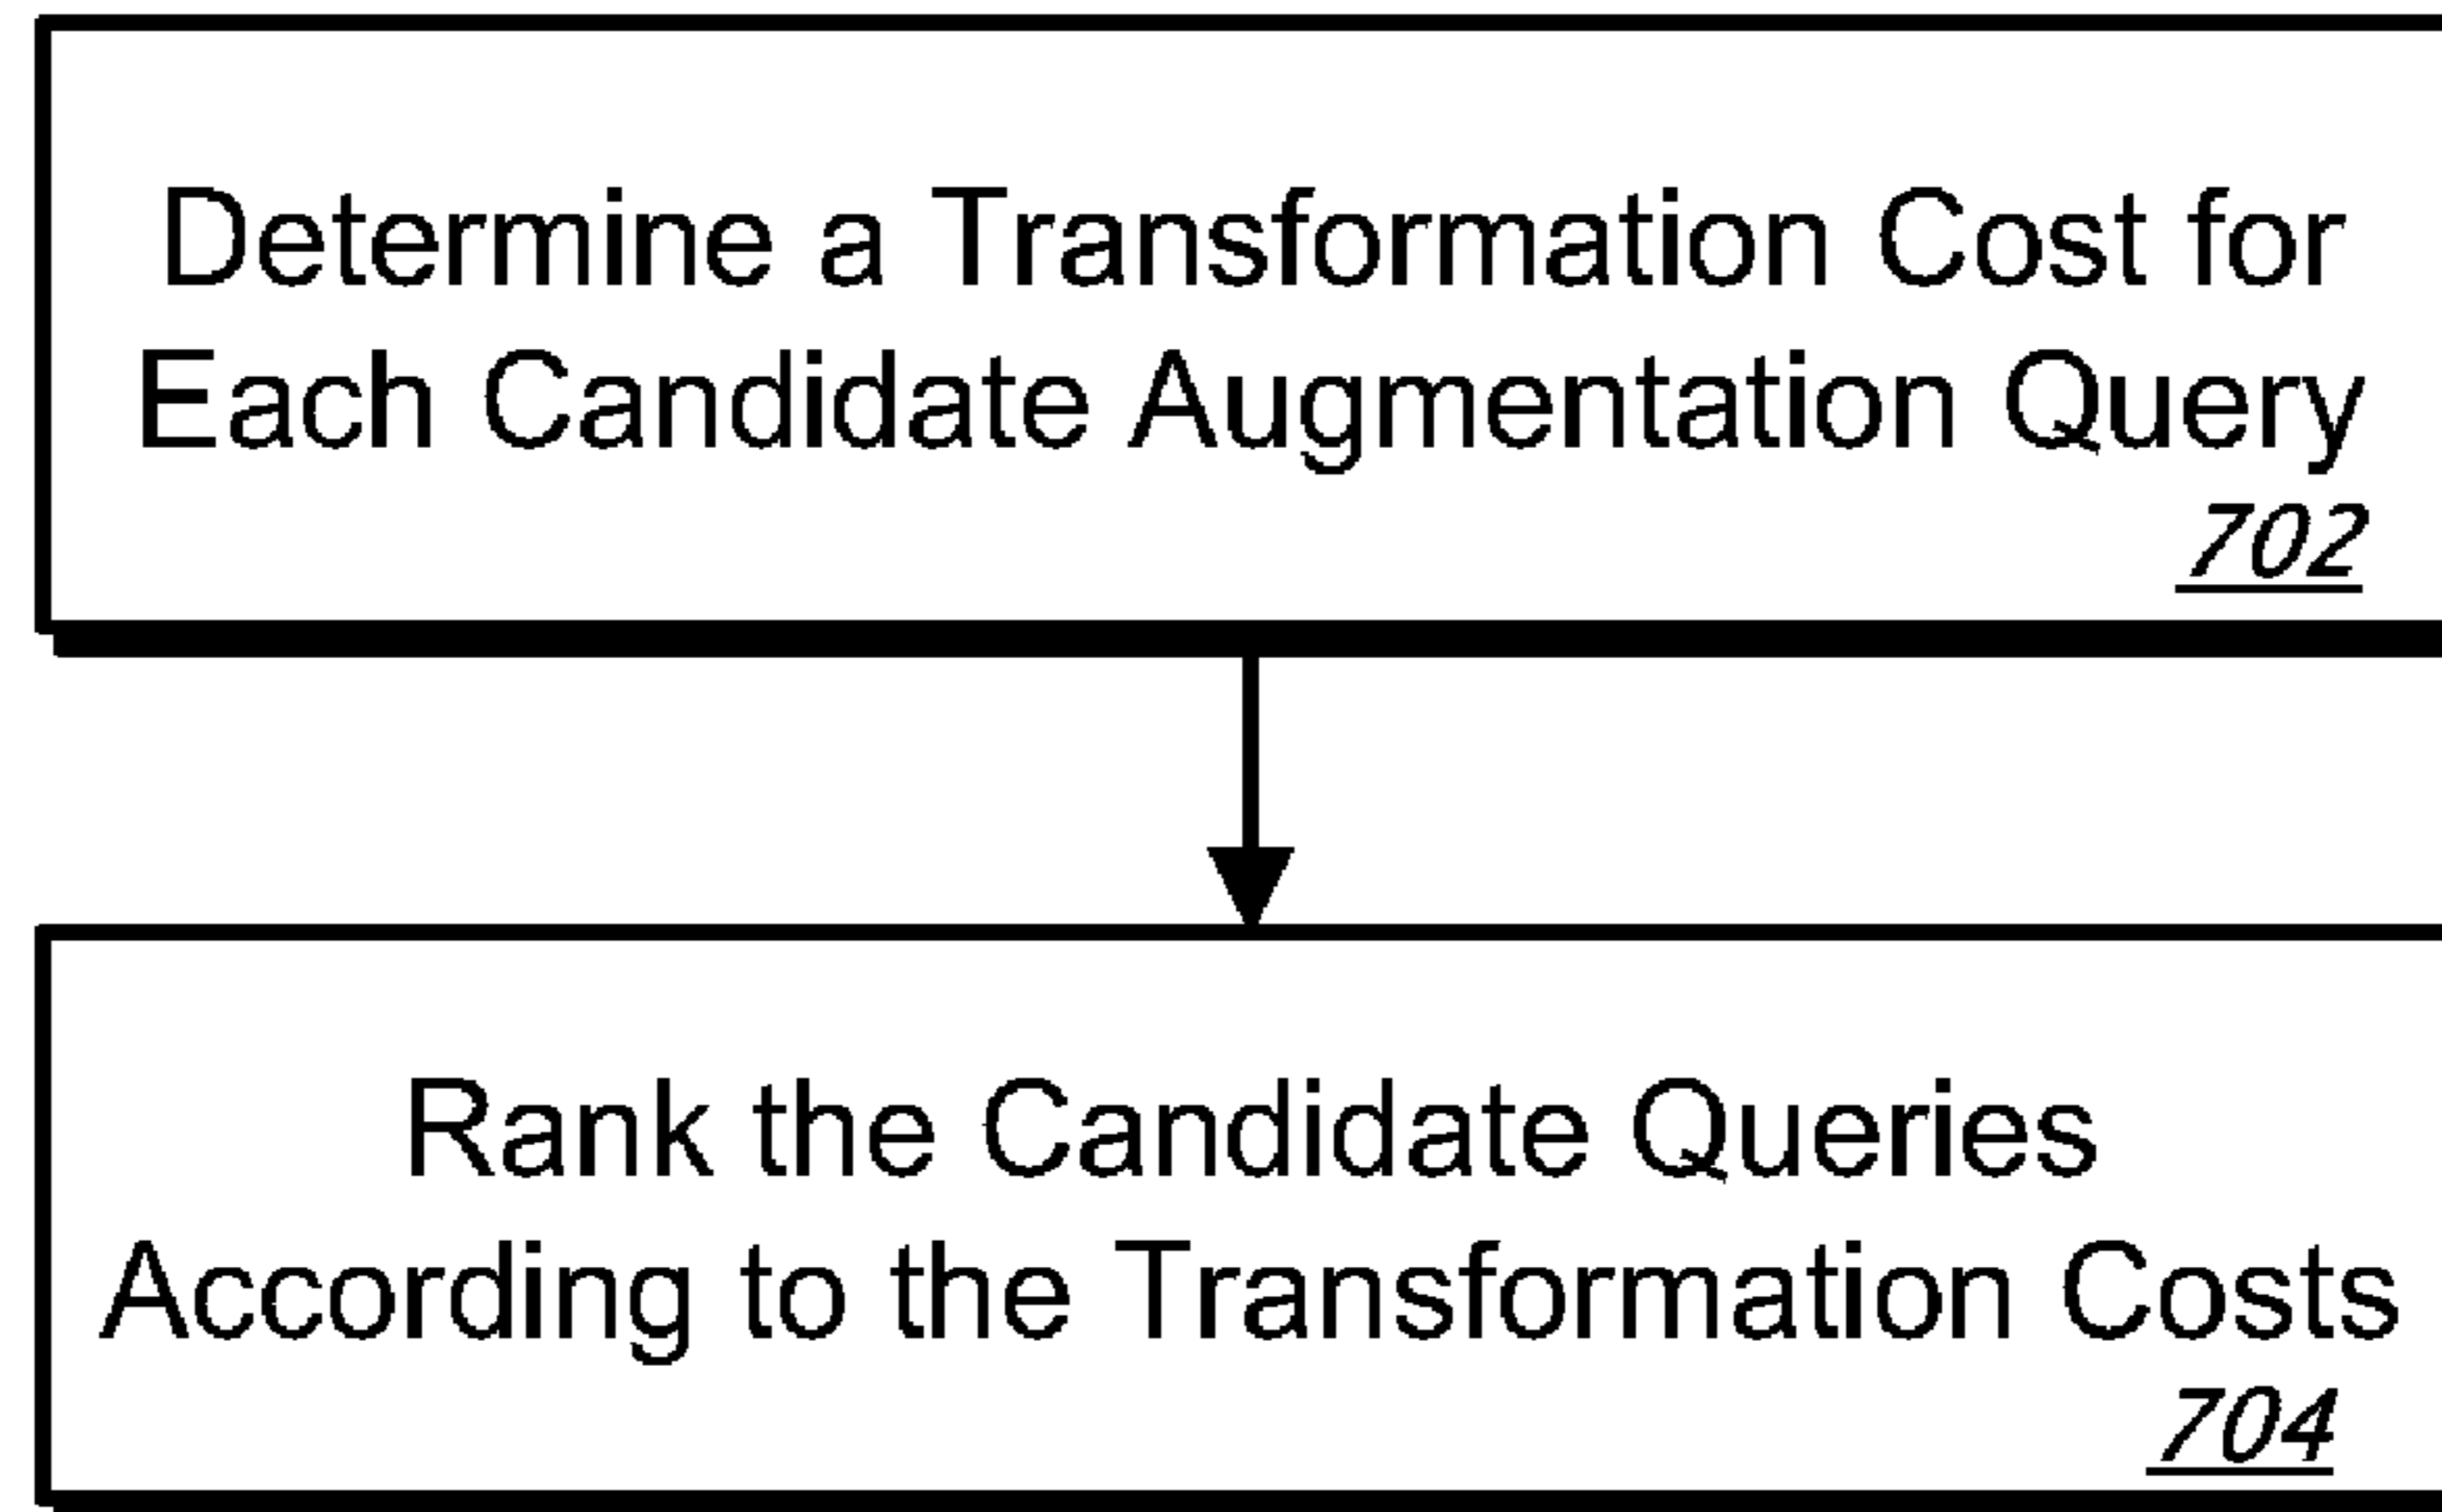 Determine a Transformation Cost for
Each Candidate Augmentation Query
702
Rank the Candidate Queries
According to the Transformation Costs
704